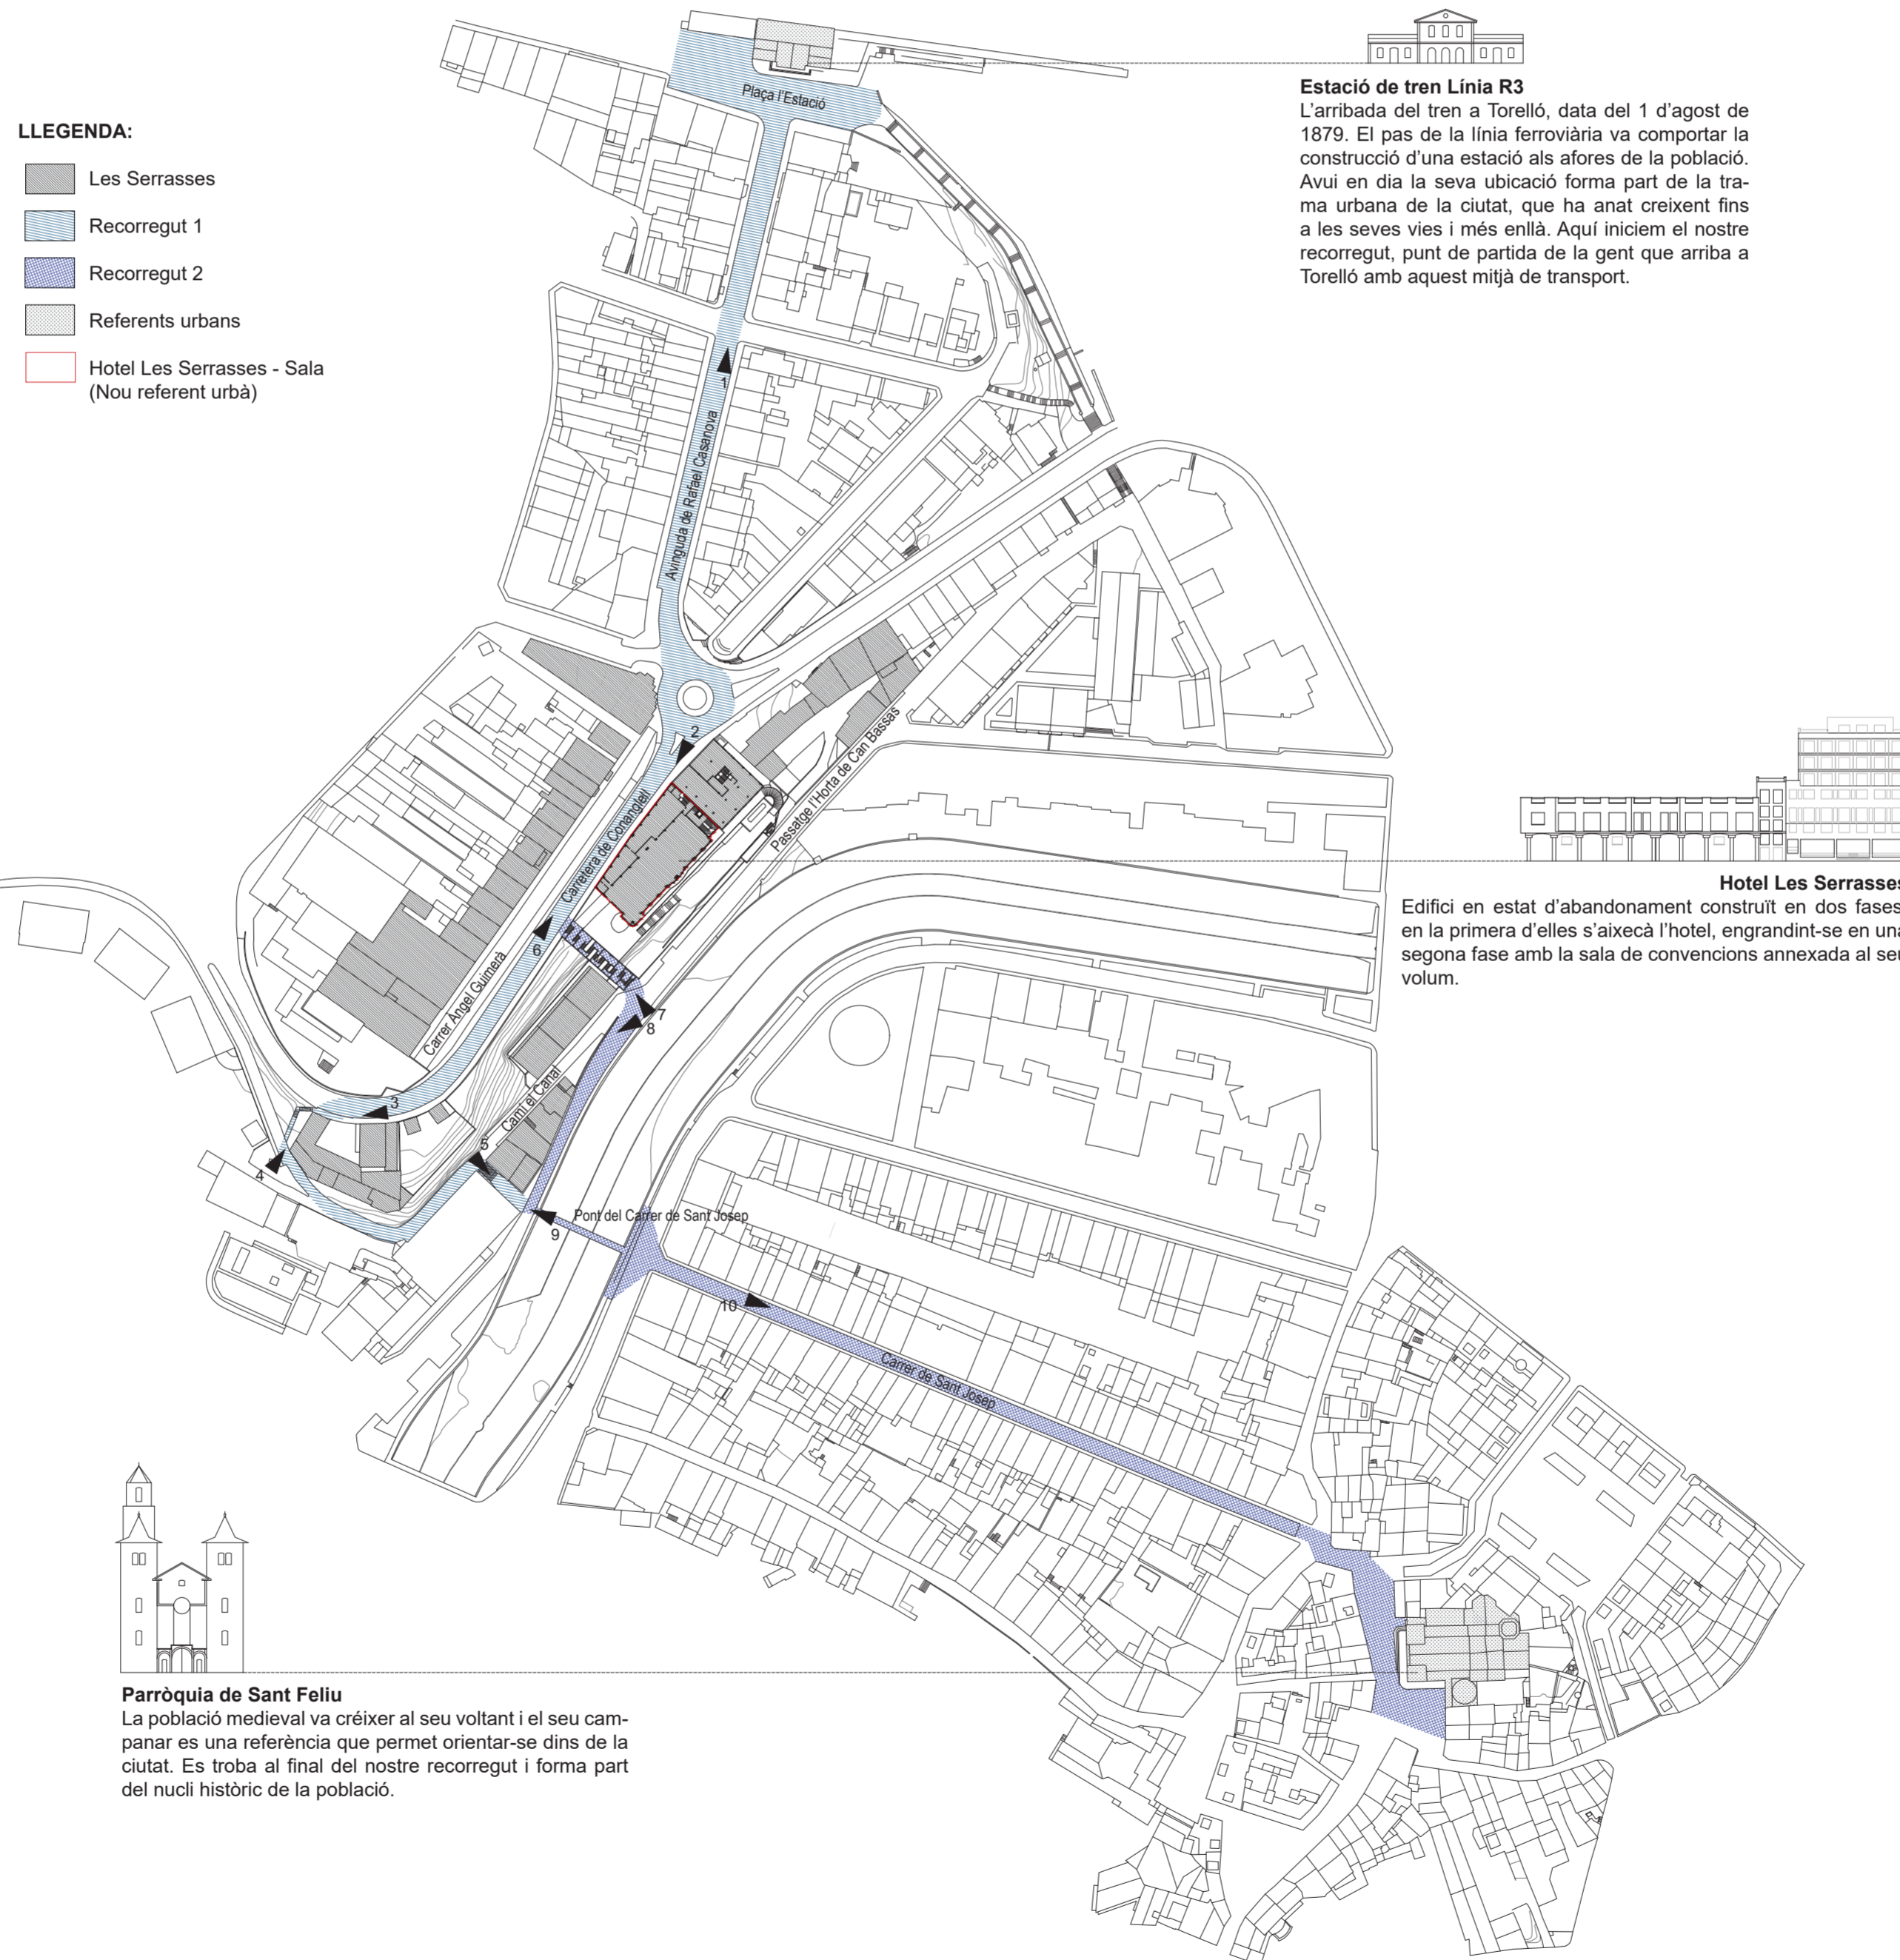 LLEGENDA:
Les Serrasses
Recorregut 1
Recorregut 2
Referents urbans
Hotel Les Serrasses - Sala
(Nou referent urbà)
Estació de tren Línia R3
L’arribada del tren a Torelló, data del 1 d’agost de
1879. El pas de la línia ferroviària va comportar la
construcció d’una estació als afores de la població.
Avui en dia la seva ubicació forma part de la tra-
ma urbana de la ciutat, que ha anat creixent fins
a les seves vies i més enllà. Aquí iniciem el nostre
recorregut, punt de partida de la gent que arriba a
Torelló amb aquest mitjà de transport.
Plaça l’Estació
1
Avinguda de Rafael Casanova
2
Carretera de Conanglell
Passatge l’Horta de Can Bassas
Hotel Les Serrasses
Edifici en estat d’abandonament construït en dos fases,
en la primera d’elles s’aixecà l’hotel, engrandint-se en una
segona fase amb la sala de convencions annexada al seu
volum.
6
Carrer Àngel Guimerà
7
8
Camí el Canal
3
5
4
Pont del Carrer de Sant Josep
9
10
Carrer de Sant Josep
Parròquia de Sant Feliu
La població medieval va créixer al seu voltant i el seu cam-
panar es una referència que permet orientar-se dins de la
ciutat. Es troba al final del nostre recorregut i forma part
del nucli històric de la població.